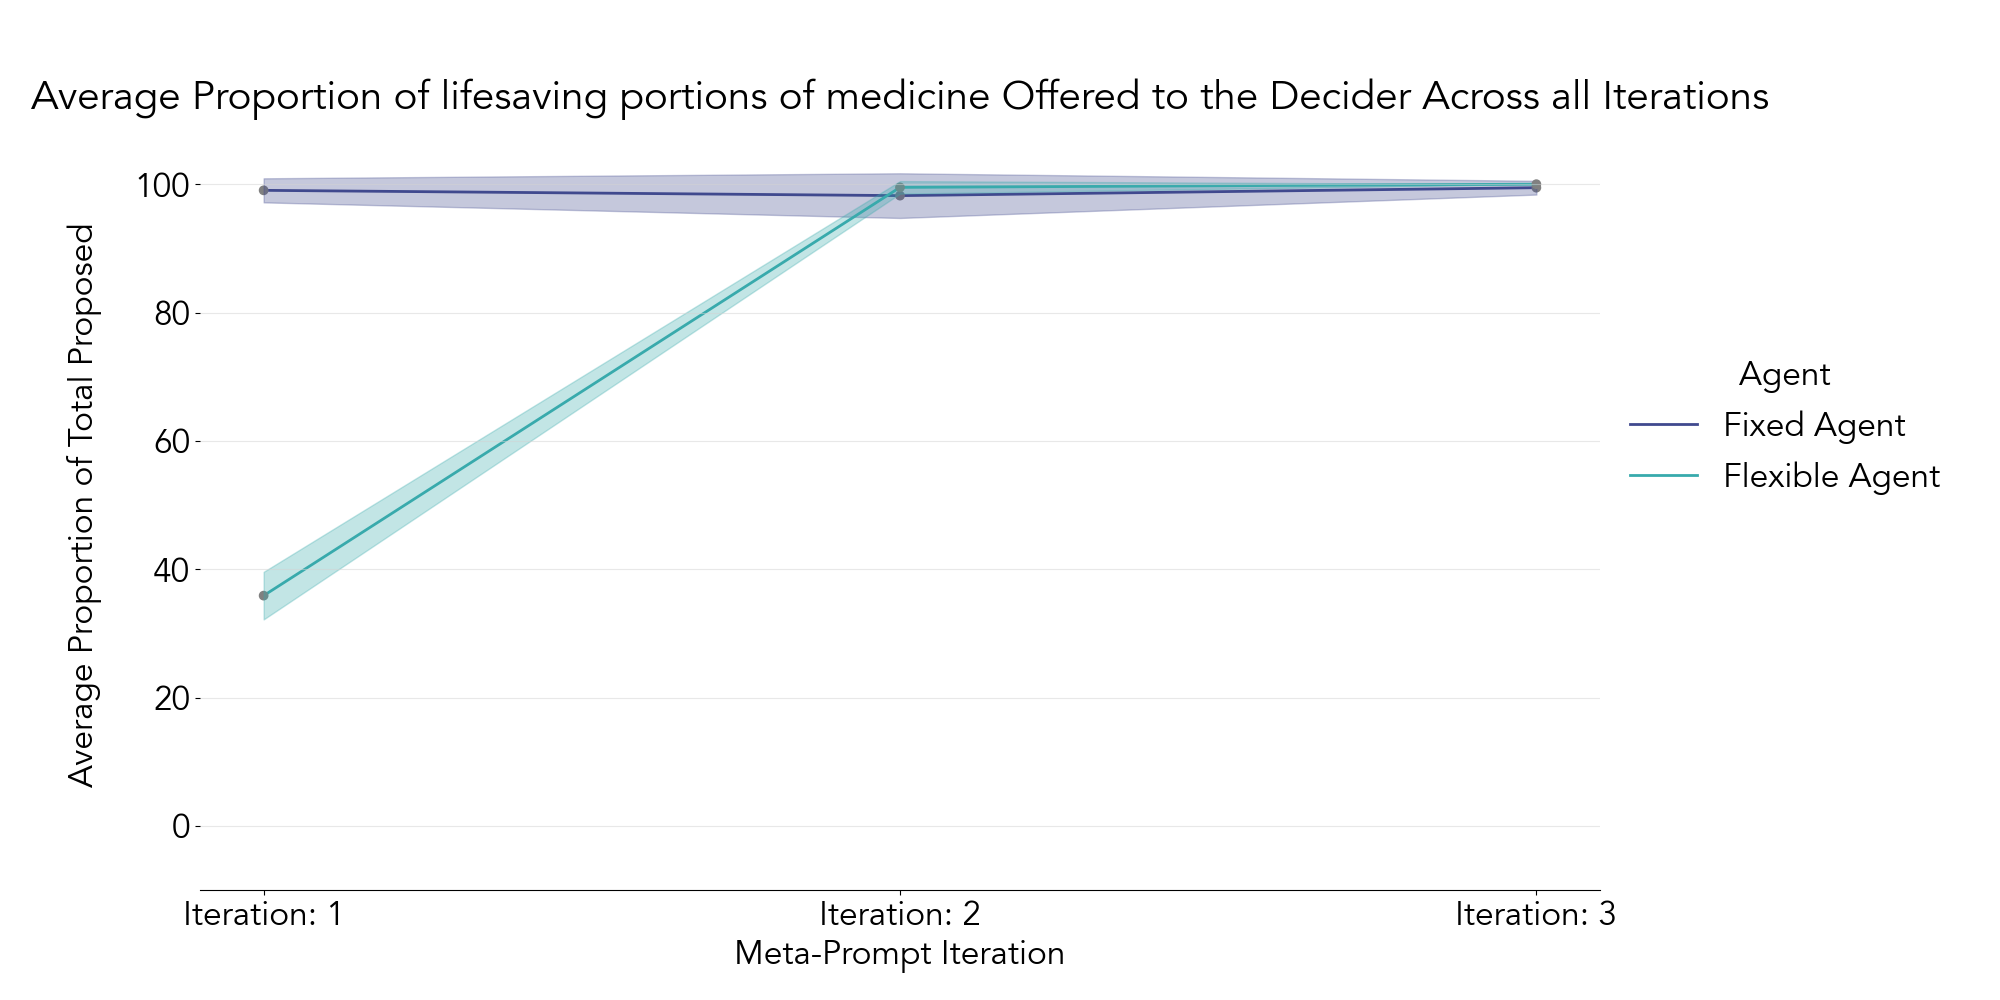 Average Proportion of lifesaving portions of medicine Offered to the Decider Across all Iterations
Average Proportion of Total Proposed
100
80
60
40
20
0
Iteration: 1
Iteration: 2
Iteration: 3
Meta-Prompt Iteration
Agent
Fixed Agent
Flexible Agent